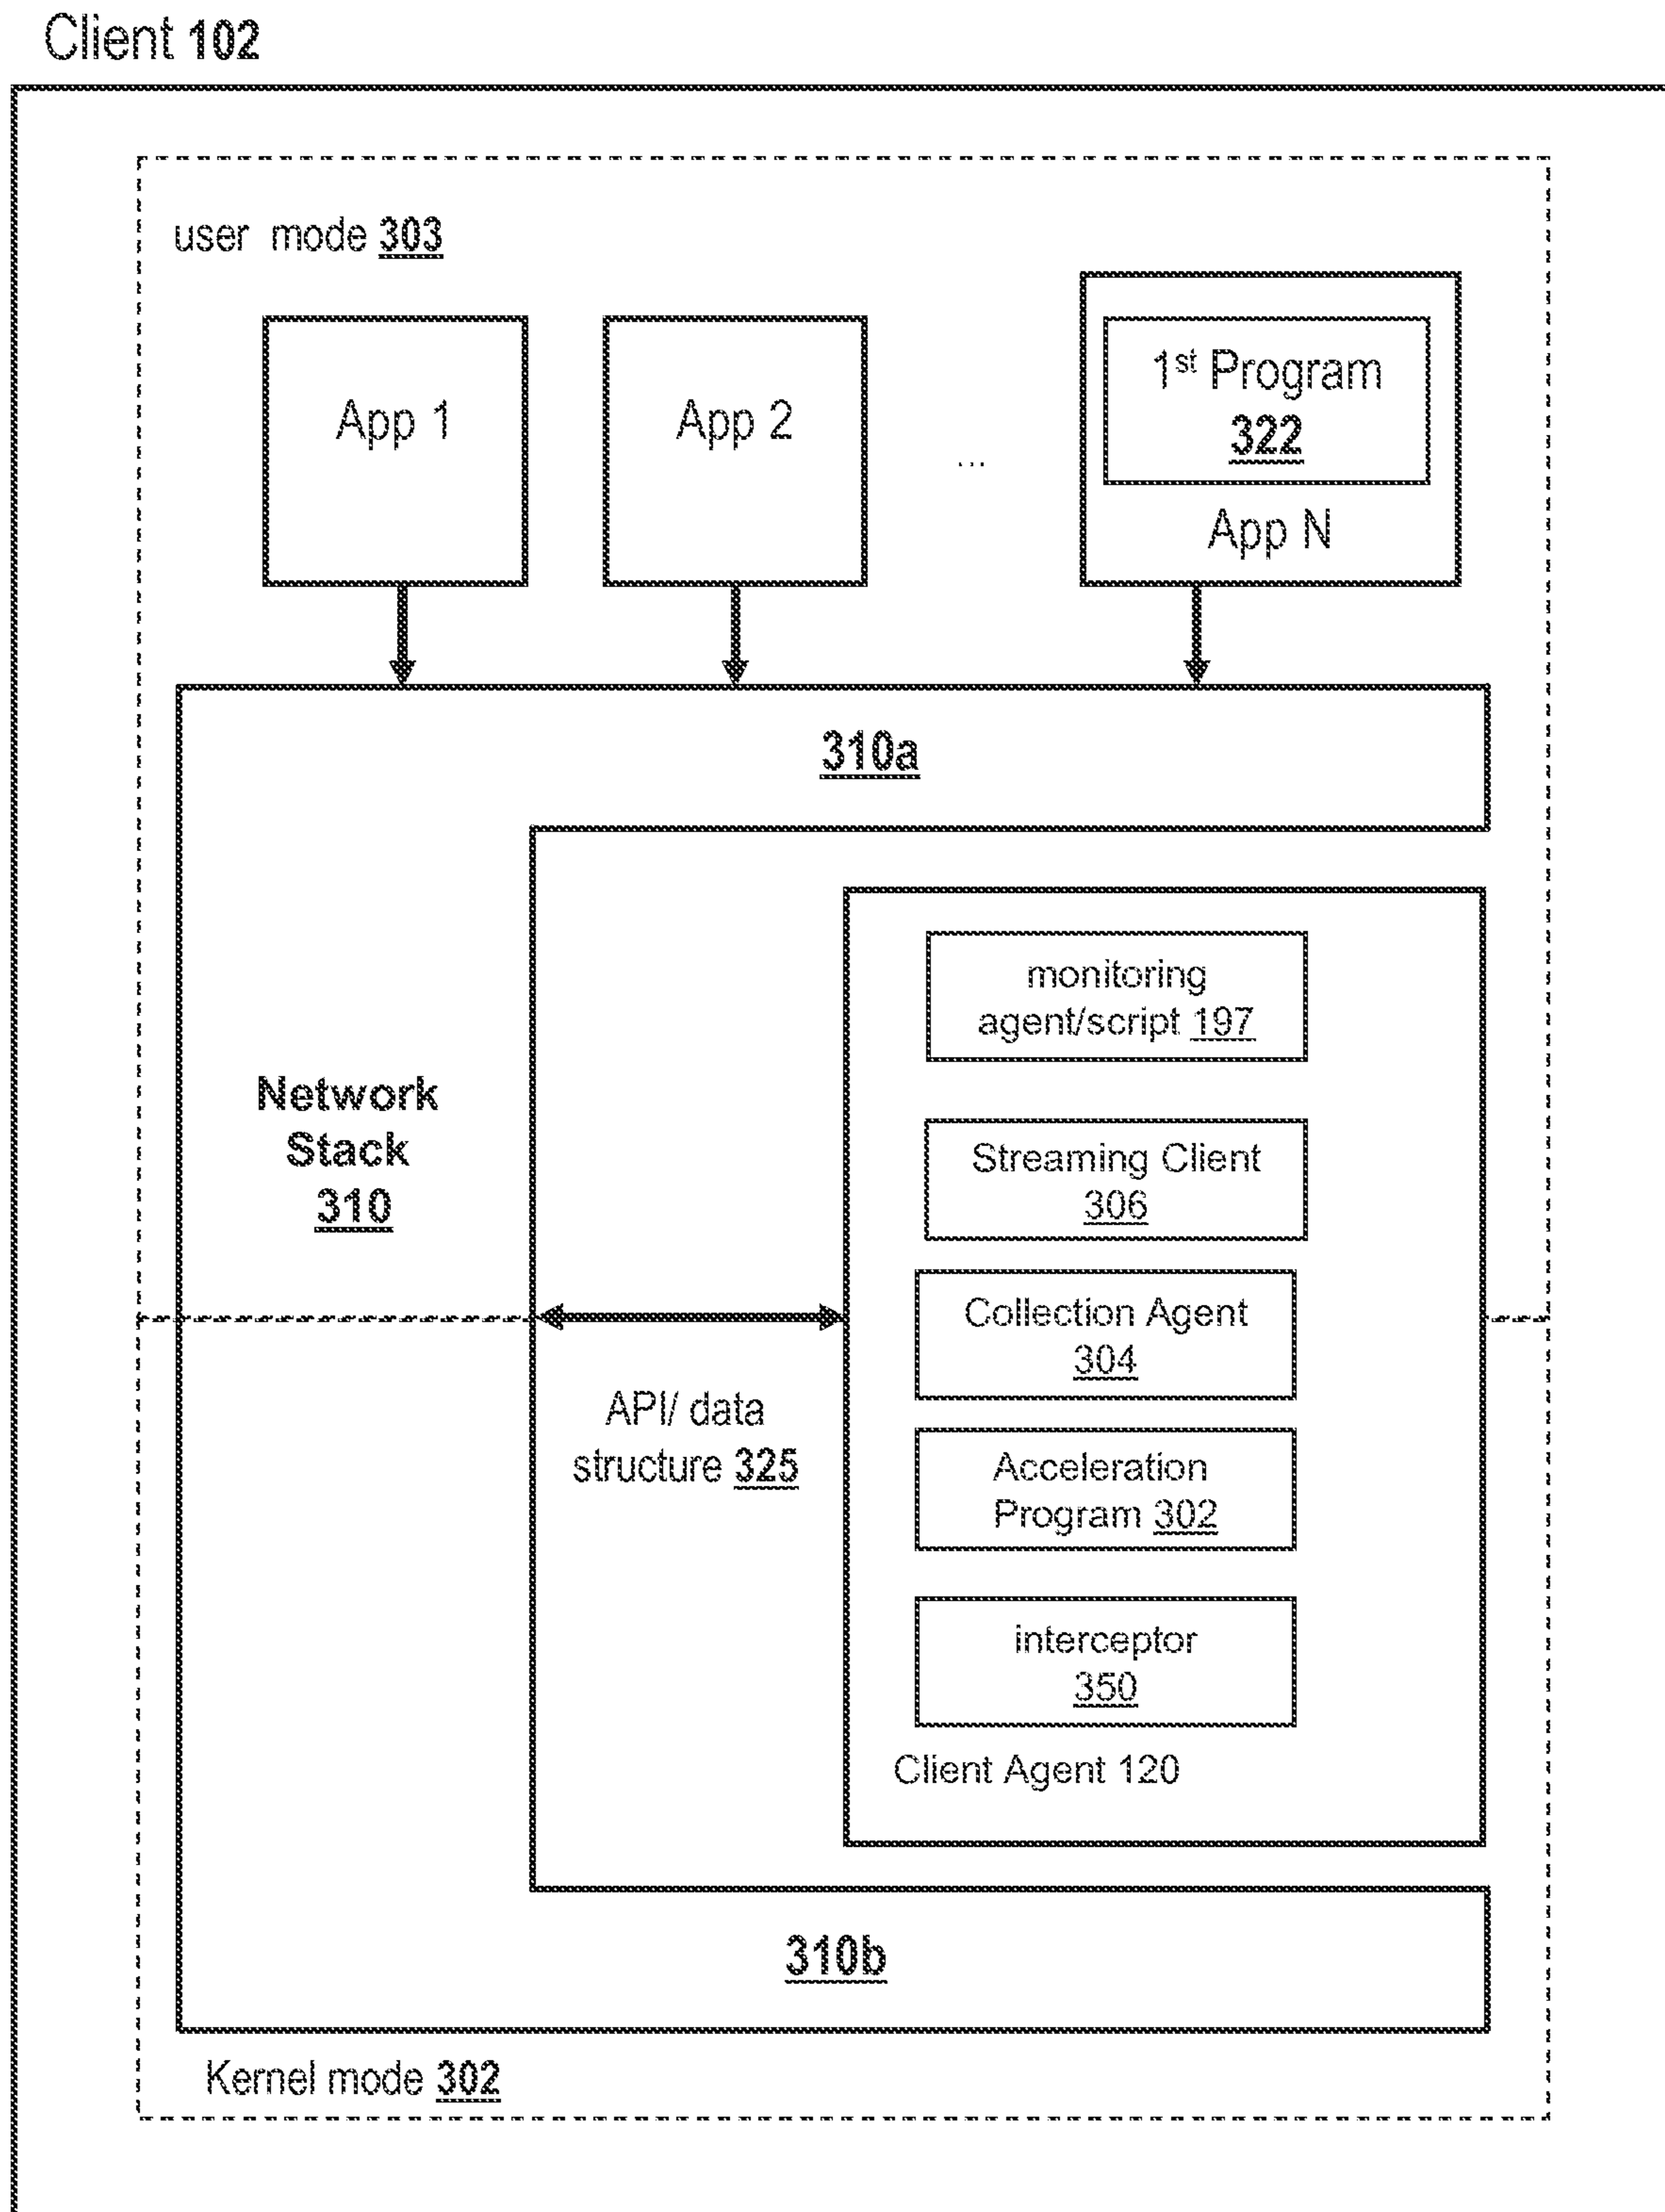 Client 102
user mode 303
App 1
App 2
...
1st Program
322
App N
310a
Network
Stack
310
API/ data
structure 325
monitoring
agent/script 197
Streaming Client
306
Collection Agent
304
Acceleration
Program 302
interceptor
350
Client Agent 120
310b
Kernel mode 302